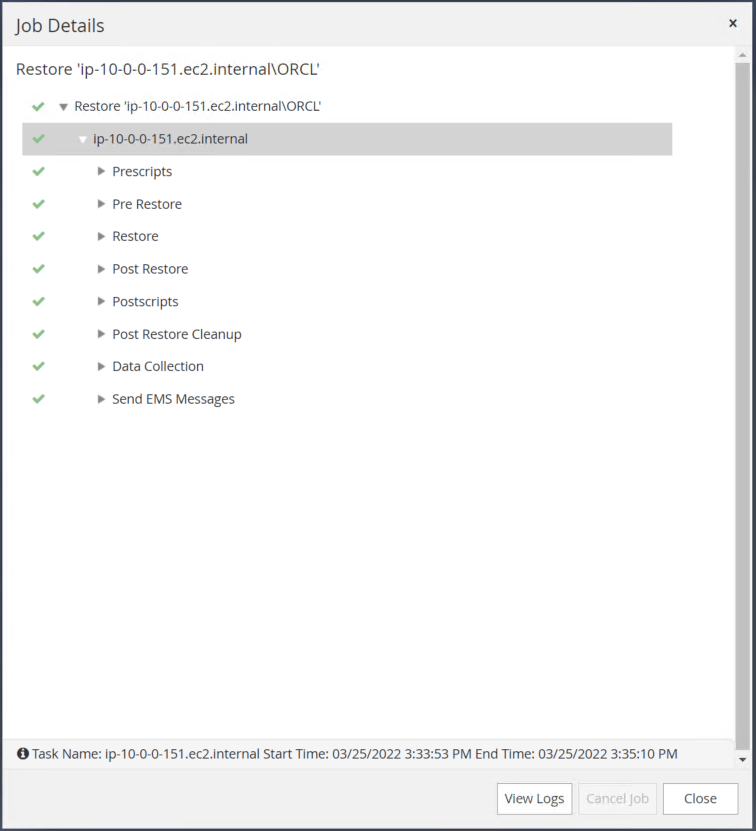 Job Details
Restore 'ip-10-0-0-151.ec2.internal\ORCL'
Restore 'ip-10-0-0-151.ec2.internal\ORCL'
ip-10-0-0-151.ec2.internal
Prescripts
Pre Restore
Restore
Post Restore
Postscripts
Post Restore Cleanup
Data Collection
Send EMS Messages
Task Name: ip-10-0-0-151.ec2.internal Start Time: 03/25/2022 3:33:53 PM End Time: 03/25/2022 3:35:10 PM
View Logs Cancel Job Close